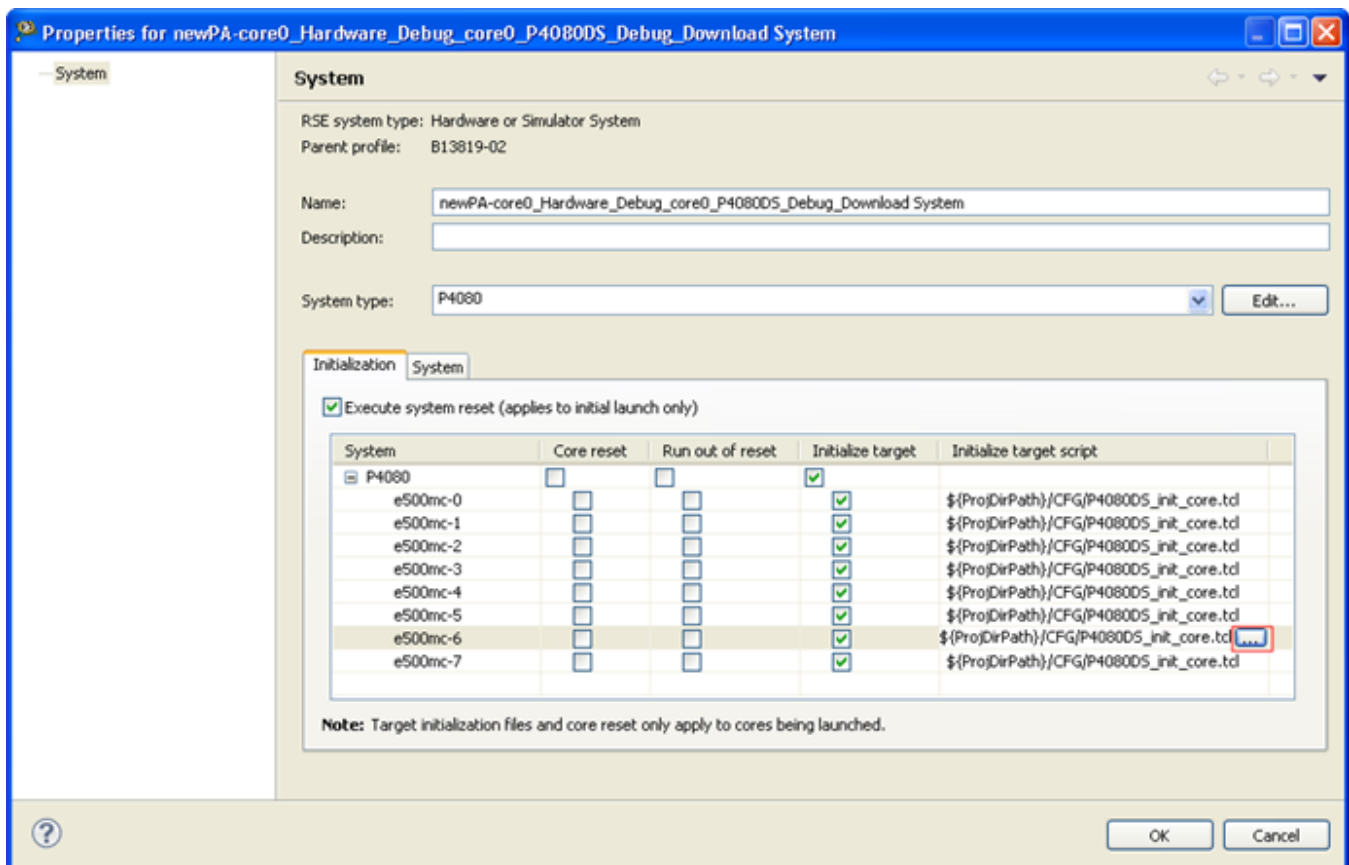 Properties for newPA-core0_Hardware_Debug_core0_P4080DS_Debug_Download System
System
System
RSE system type: Hardware or Simulator System
Parent profile: B13819-02
Name: newPA-core0_Hardware_Debug_core0_P4080DS_Debug_Download System
Description:
System type: P4080 Edit...
Initialization System
Execute system reset (applies to initial launch only)
System Core reset Run out of reset Initialize target Initialize target script
P4080
e500mc-0 ${ProjDirPath}/CFG/P4080DS_init_core.tcl
e500mc-1 ${ProjDirPath}/CFG/P4080DS_init_core.tcl
e500mc-2 ${ProjDirPath}/CFG/P4080DS_init_core.tcl
e500mc-3 ${ProjDirPath}/CFG/P4080DS_init_core.tcl
e500mc-4 ${ProjDirPath}/CFG/P4080DS_init_core.tcl
e500mc-5 ${ProjDirPath}/CFG/P4080DS_init_core.tcl
e500mc-6 ${ProjDirPath}/CFG/P4080DS_init_core.tcl ...
e500mc-7 ${ProjDirPath}/CFG/P4080DS_init_core.tcl
Note: Target initialization files and core reset only apply to cores being launched.
? OK Cancel